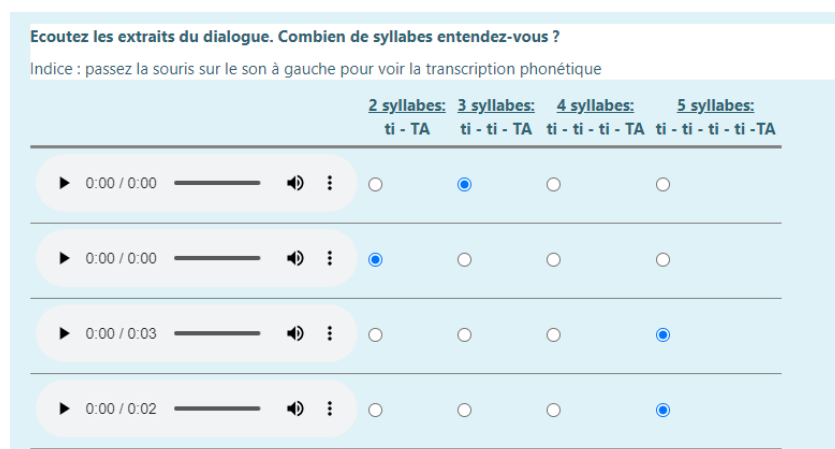 Ecoutez les extraits du dialogue. Combien de syllabes entendez-vous ?
Indice : passez la souris sur le son à gauche pour voir la transcription phonétique
2 syllabes: 3 syllabes: 4 syllabes: 5 syllabes:
ti - TA ti - ti - TA ti - ti - ti - TA ti - ti - ti - ti -TA
0:00 / 0:00
0:00 / 0:00
0:00 / 0:03
0:00 / 0:02